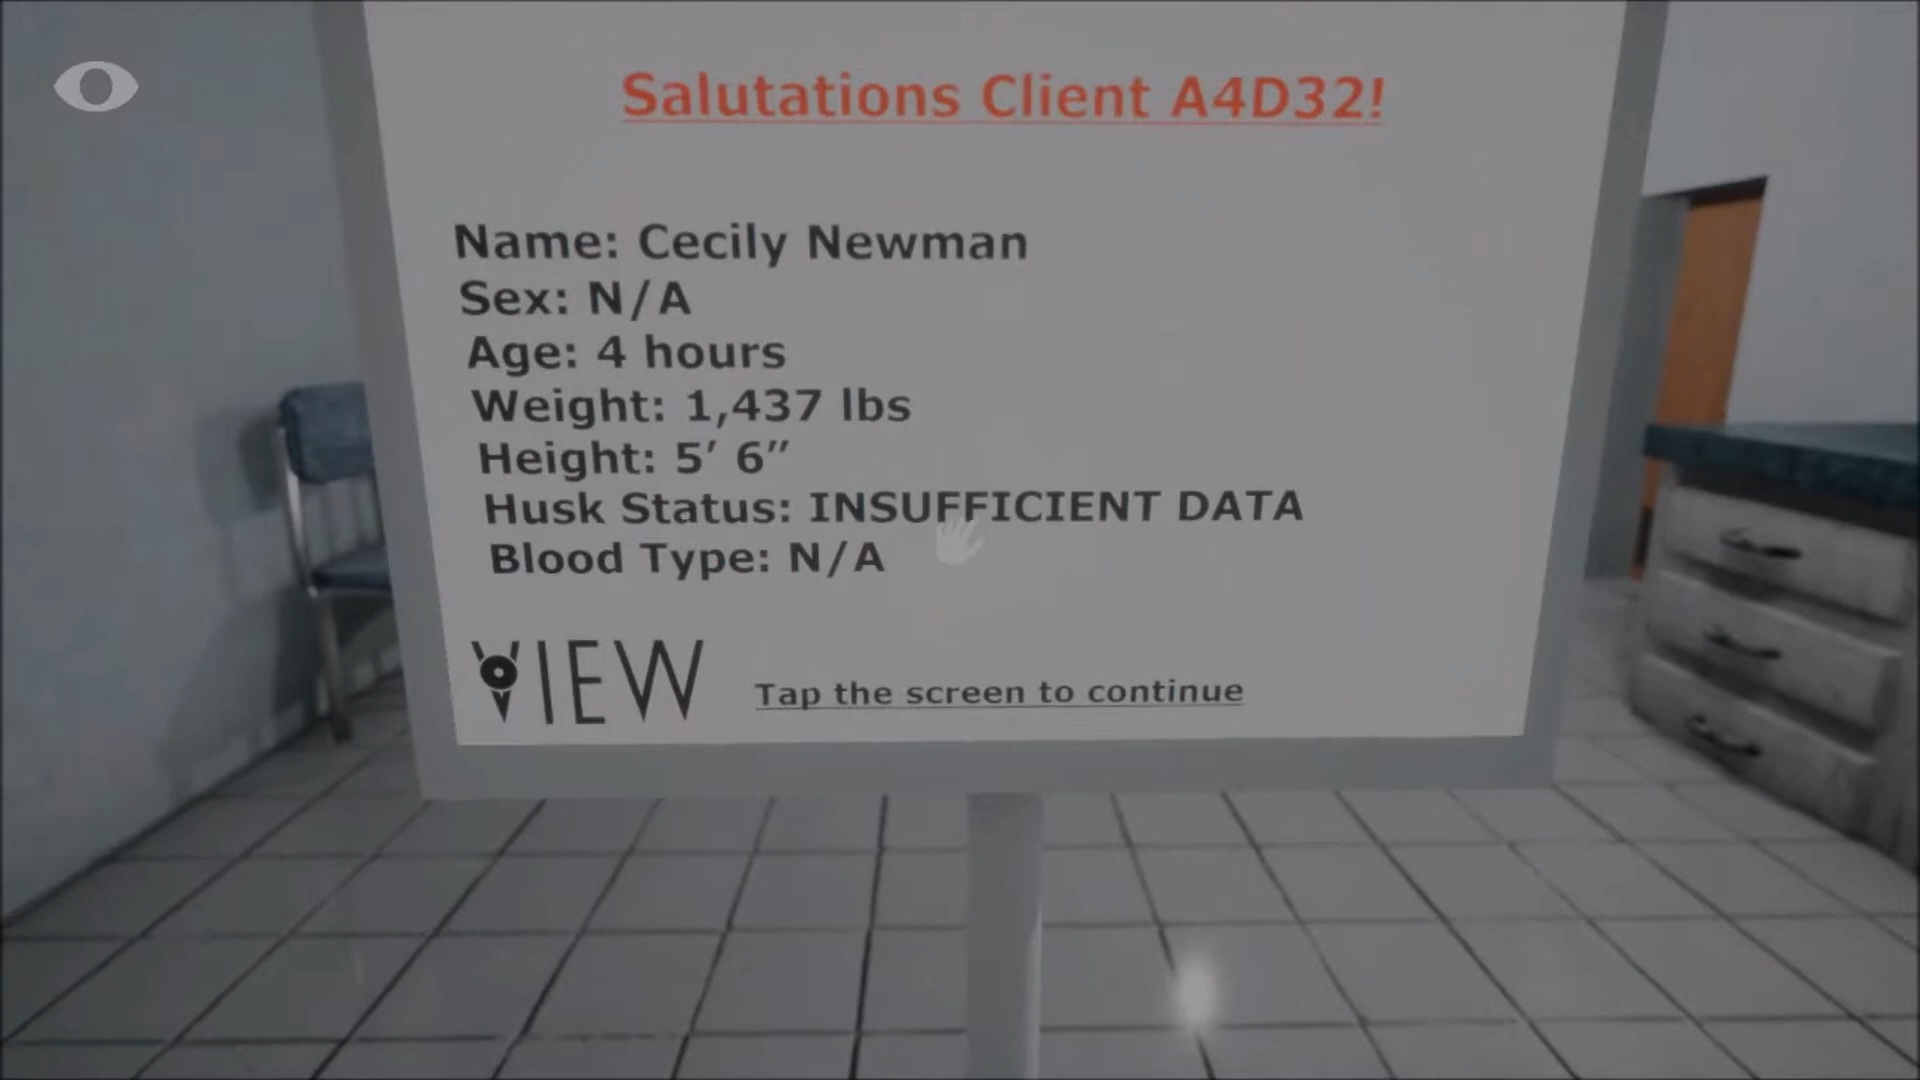 Salutations Client A4D32!
Name: Cecily Newman
Sex: N/A
Age: 4 hours
Weight: 1,437 lbs
Height: 5′ 6″
Husk Status: INSUFFICIENT DATA
Blood Type: N/A
VIEW
Tap the screen to continue